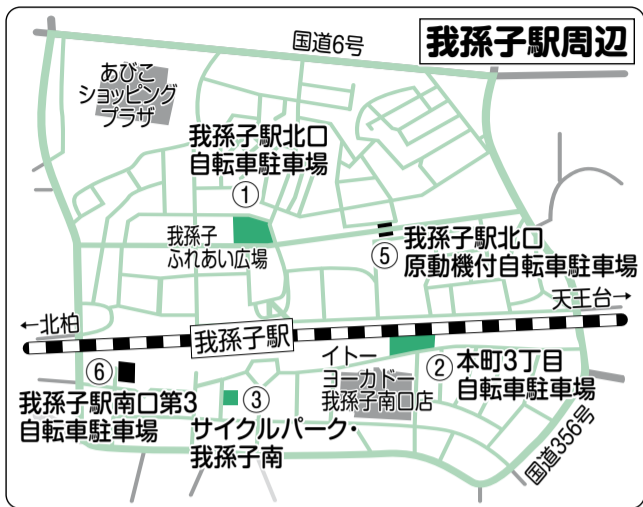 我孫子駅周辺
国道6号
あびこ
ショッピング
プラザ
我孫子駅北口
自転車駐車場
①
我孫子
ふれあい広場
⑤
我孫子駅北口
原動機付自転車駐車場
←北柏
天王台→
我孫子駅
⑥
我孫子駅南口第3
自転車駐車場
③
サイクルパーク・
我孫子南
イトー
ヨーカドー
我孫子南口店
②
本町3丁目
自転車駐車場
国道356号